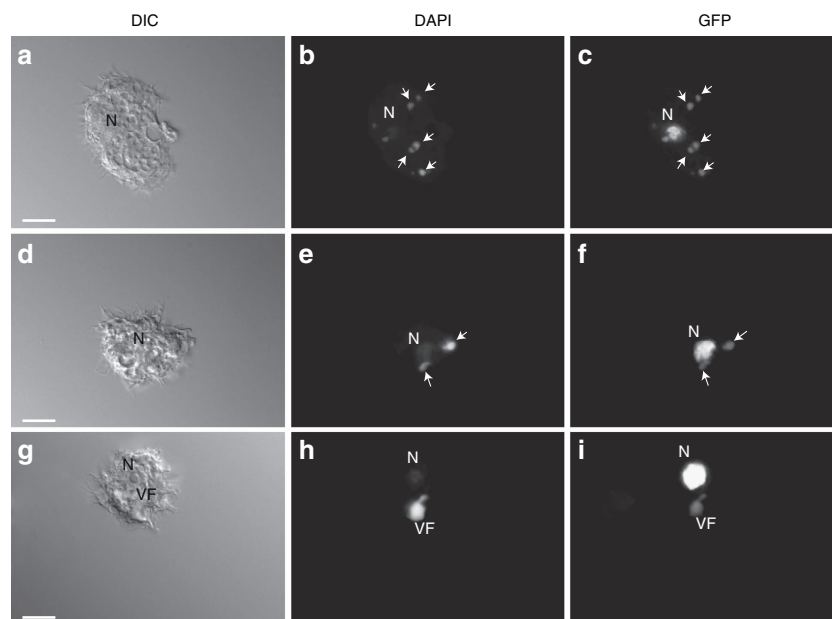 DIC DAPI GFP
a b c
N N N
d e f
N N N
g h i
N N N
VF VF VF